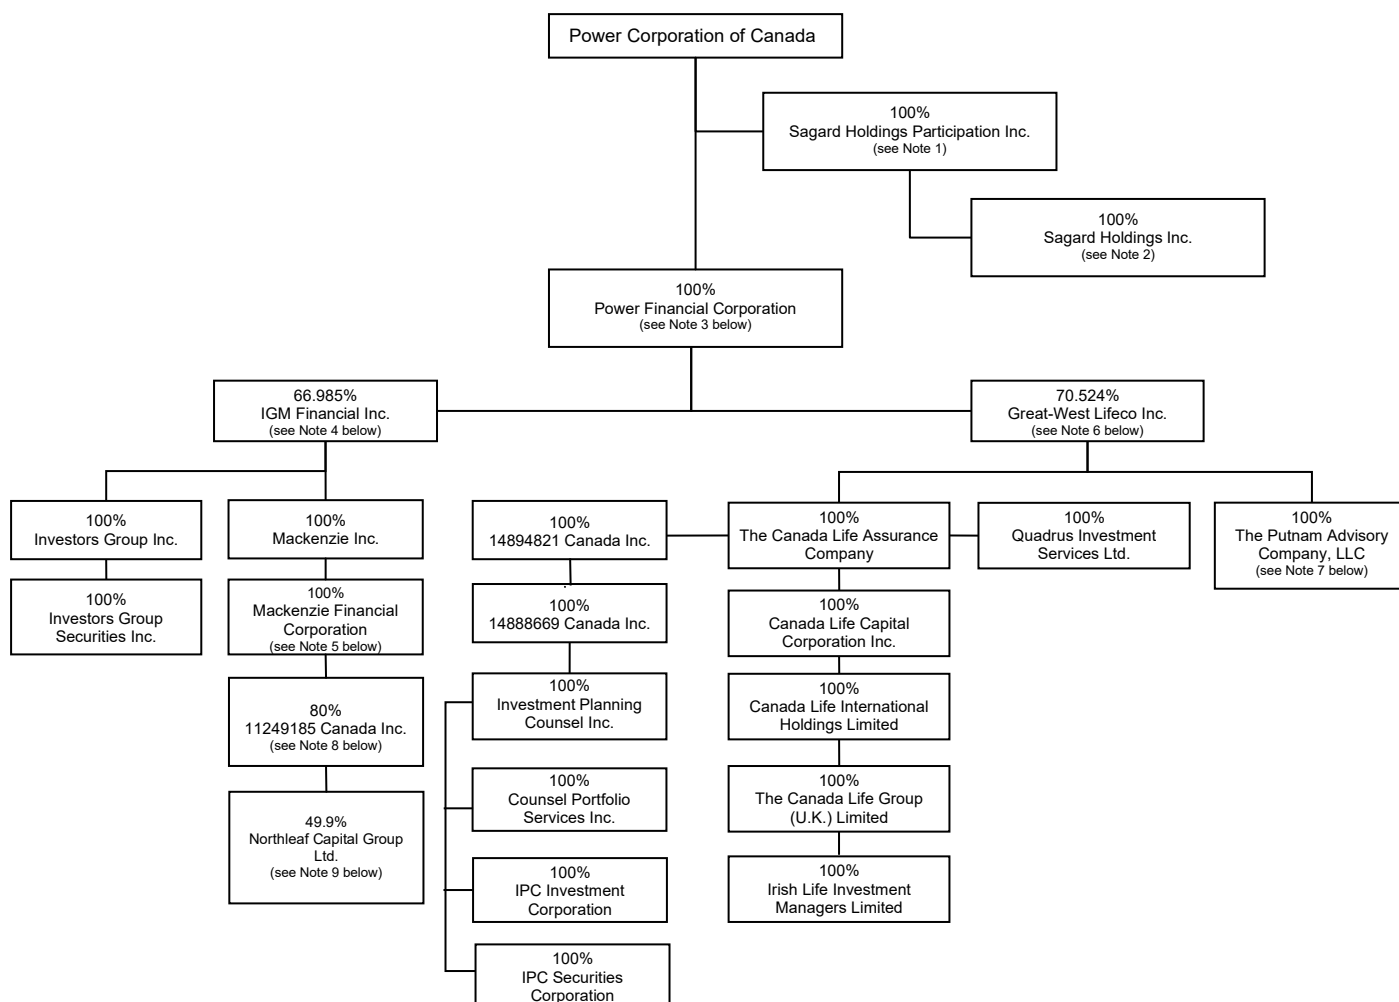 Power Corporation of Canada
100%
Sagard Holdings Participation Inc.
(see Note 1)
100%
Sagard Holdings Inc.
(see Note 2)
100%
Power Financial Corporation
(see Note 3 below)
66.985%
IGM Financial Inc.
(see Note 4 below)
70.524%
Great-West Lifeco Inc.
(see Note 6 below)
100%
Investors Group Inc.
100%
Mackenzie Inc.
100%
14894821 Canada Inc.
100%
The Canada Life Assurance
Company
100%
Quadrus Investment
Services Ltd.
100%
The Putnam Advisory
Company, LLC
(see Note 7 below)
100%
Investors Group
Securities Inc.
100%
Mackenzie Financial
Corporation
(see Note 5 below)
100%
14888669 Canada Inc.
100%
Canada Life Capital
Corporation Inc.
80%
11249185 Canada Inc.
(see Note 8 below)
100%
Investment Planning
Counsel Inc.
100%
Canada Life International
Holdings Limited
49.9%
Northleaf Capital Group
Ltd.
(see Note 9 below)
100%
Counsel Portfolio
Services Inc.
100%
The Canada Life Group
(U.K.) Limited
100%
IPC Investment
Corporation
100%
Irish Life Investment
Managers Limited
100%
IPC Securities
Corporation